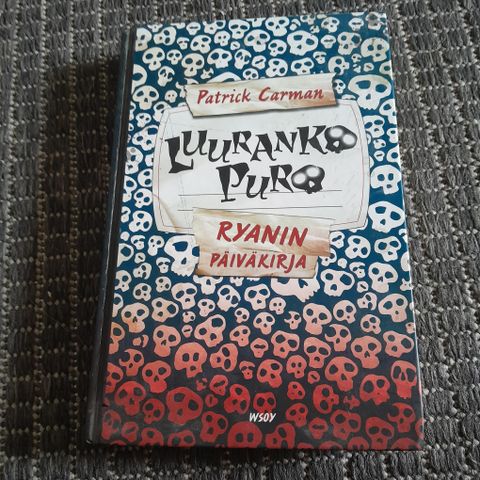 Patrick Carman
LUURANKO
PURO
RYANIN
PÄIVÄKIRJA
WSOY